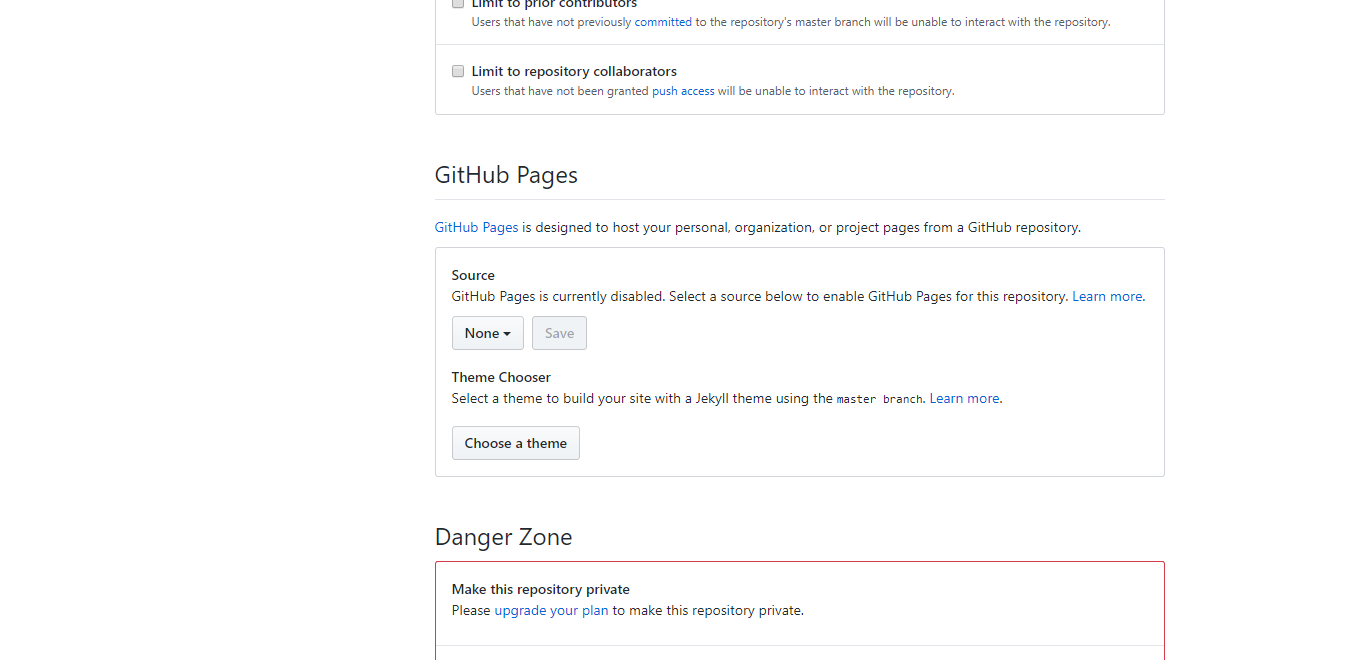 Limit to prior contributors
Users that have not previously committed to the repository's master branch will be unable to interact with the repository.
Limit to repository collaborators
Users that have not been granted push access will be unable to interact with the repository.
GitHub Pages
GitHub Pages is designed to host your personal, organization, or project pages from a GitHub repository.
Source
GitHub Pages is currently disabled. Select a source below to enable GitHub Pages for this repository. Learn more.
None Save
Theme Chooser
Select a theme to build your site with a Jekyll theme using the master branch. Learn more.
Choose a theme
Danger Zone
Make this repository private
Please upgrade your plan to make this repository private.